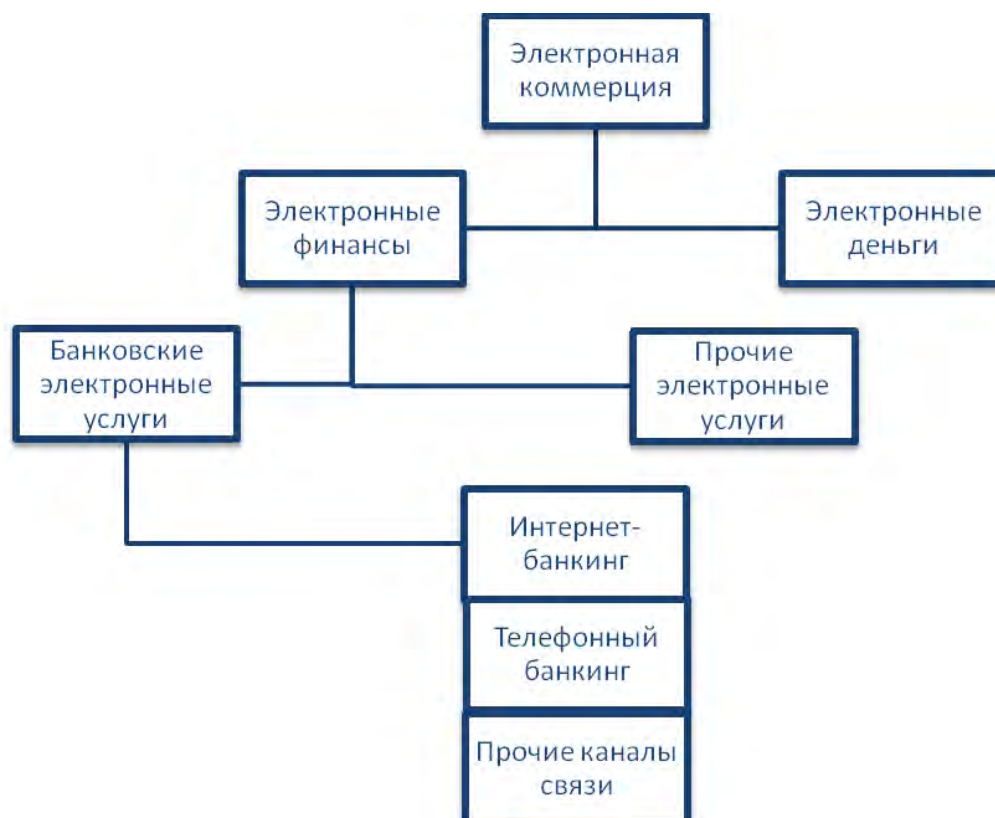 Электронная
коммерция
Электронные
финансы
Электронные
деньги
Банковские
электронные
услуги
Прочие
электронные
услуги
Интернет-
банкинг
Телефонный
банкинг
Прочие каналы
связи